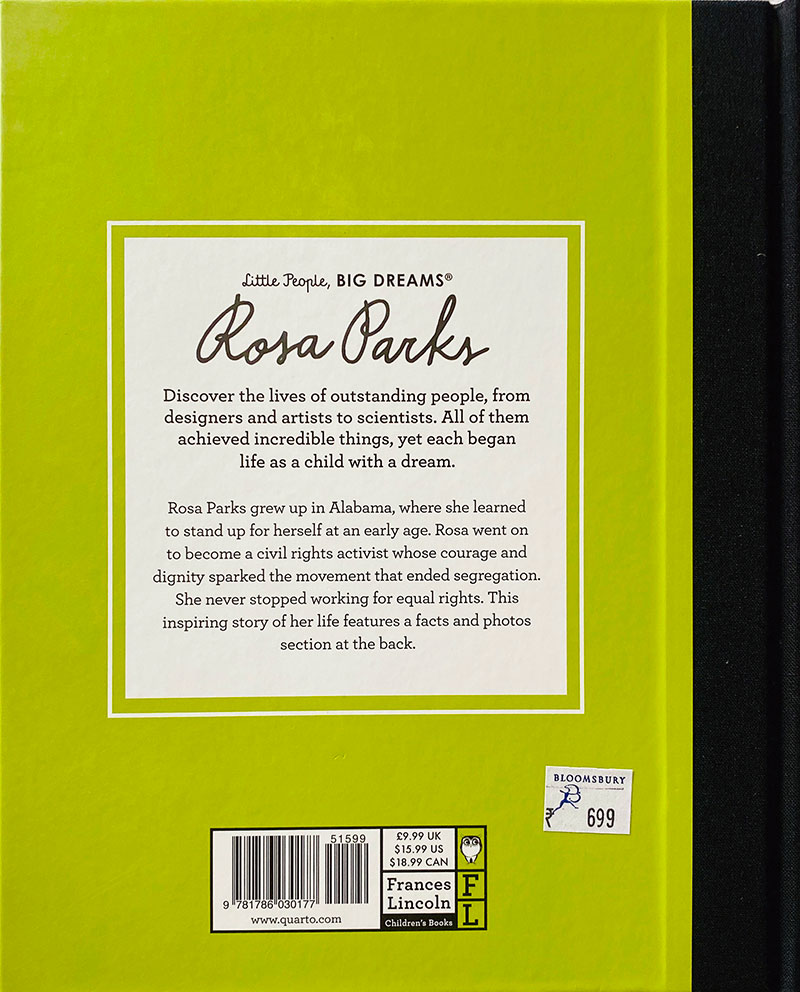 Little People, BIG DREAMS®
Rosa Parks
Discover the lives of outstanding people, from
designers and artists to scientists. All of them
achieved incredible things, yet each began
life as a child with a dream.
Rosa Parks grew up in Alabama, where she learned
to stand up for herself at an early age. Rosa went on
to become a civil rights activist whose courage and
dignity sparked the movement that ended segregation.
She never stopped working for equal rights. This
inspiring story of her life features a facts and photos
section at the back.
BLOOMSBURY
₹ 699
51599
9 781786 030177
www.quarto.com
£9.99 UK
$15.99 US
$18.99 CAN
Frances
Lincoln
Children's Books
F
L